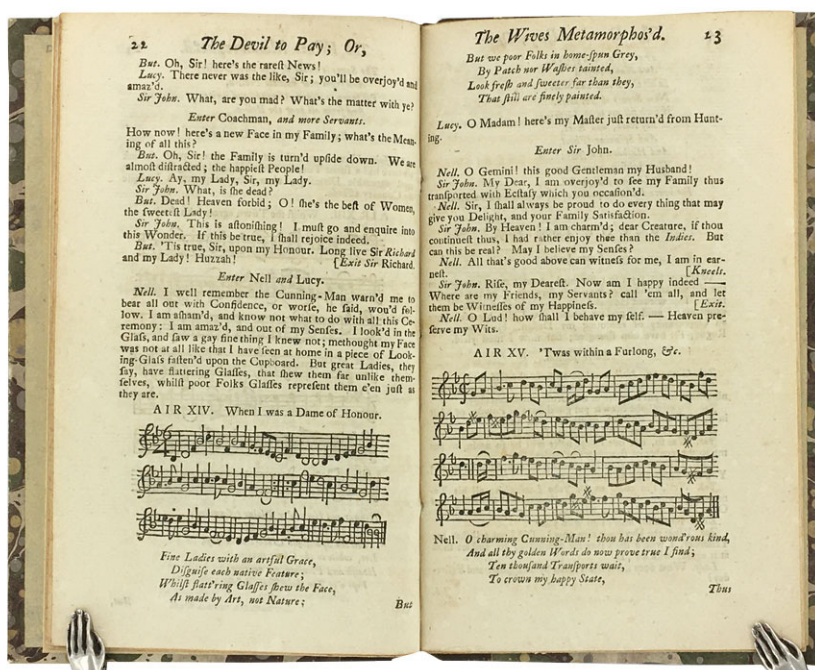 22 The Devil to Pay; Or,
But. Oh, Sir! here's the rareſt News!
Lucy. There never was the like, Sir; you'll be overjoy'd and
amaz'd.
Sir John. What, are you mad? What's the matter with ye?
Enter Coachman, and more Servants.
How now! here's a new Face in my Family; what's the Mean-
ing of all this?
But. Oh, Sir! the Family is turn'd upſide down. We are
almoſt diſtracted; the happieſt People!
Lucy. Ay, my Lady, Sir, my Lady.
Sir John. What, is ſhe dead?
But. Dead! Heaven forbid; O! ſhe's the beſt of Women,
the ſweeteſt Lady!
Sir John. This is aſtoniſhing! I muſt go and enquire into
this Wonder. If this be true, I ſhall rejoice indeed.
But. 'Tis true, Sir, upon my Honour. Long live Sir Richard
and my Lady! Huzzah! [Exit Sir Richard.
Enter Nell and Lucy.
Nell. I well remember the Cunning-Man warn'd me to
bear all out with Confidence, or worſe, he ſaid, wou'd fol-
low. I am aſham'd, and know not what to do with all this Ce-
remony: I am amaz'd, and out of my Senſes. I look'd in the
Glaſs, and ſaw a gay fine thing I knew not; methought my Face
was not at all like that I have ſeen at home in a piece of Look-
ing-Glaſs faſten'd upon the Cupboard. But great Ladies, they
ſay, have flattering Glaſſes, that ſhew them far unlike them-
ſelves, whilſt poor Folks Glaſſes repreſent them e'en juſt as
they are.
AIR XIV. When I was a Dame of Honour.
Fine Ladies with an artful Grace,
Diſguiſe each native Feature;
Whilſt flatt'ring Glaſſes ſhew the Face,
As made by Art, not Nature;
But
The Wives Metamorphos'd. 23
But we poor Folks in home-ſpun Grey,
By Patch nor Waſhes tainted,
Look freſh and ſweeter far than they,
That ſtill are finely painted.
Lucy. O Madam! here's my Maſter juſt return'd from Hunt-
ing.
Enter Sir John.
Nell. O Gemini! this good Gentleman my Husband!
Sir John. My Dear, I am overjoy'd to ſee my Family thus
tranſported with Ecſtaſy which you occaſion'd.
Nell. Sir, I ſhall always be proud to do every thing that may
give you Delight, and your Family Satisfaction.
Sir John. By Heaven! I am charm'd; dear Creature, if thou
continueſt thus, I had rather enjoy thee than the Indies. But
can this be real? May I believe my Senſes?
Nell. All that's good above can witneſs for me, I am in ear-
neſt. [Kneels.
Sir John. Riſe, my Deareſt. Now am I happy indeed ——
Where are my Friends, my Servants? call 'em all, and let
them be Witneſſes of my Happineſs. [Exit.
Nell. O Lud! how ſhall I behave my ſelf. — Heaven pre-
ſerve my Wits.
AIR XV. 'Twas within a Furlong, &c.
Nell. O charming Cunning-Man! thou has been wond'rous kind,
And all thy golden Words do now prove true I find;
Ten thouſand Tranſports wait,
To crown my happy State,
Thus